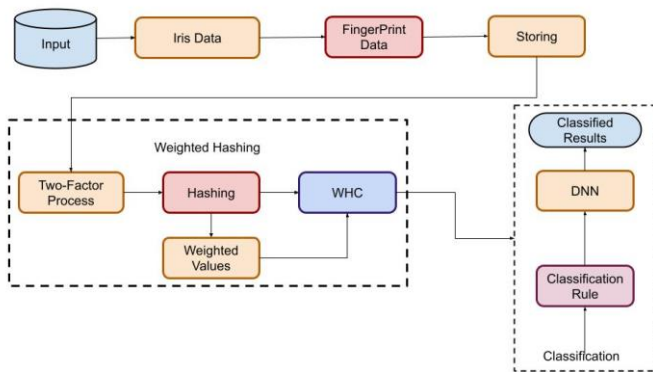 Input
Iris Data
FingerPrint
Data
Storing
Weighted Hashing
Two-Factor
Process
Hashing
WHC
Weighted
Values
Classified
Results
DNN
Classification
Rule
Classification